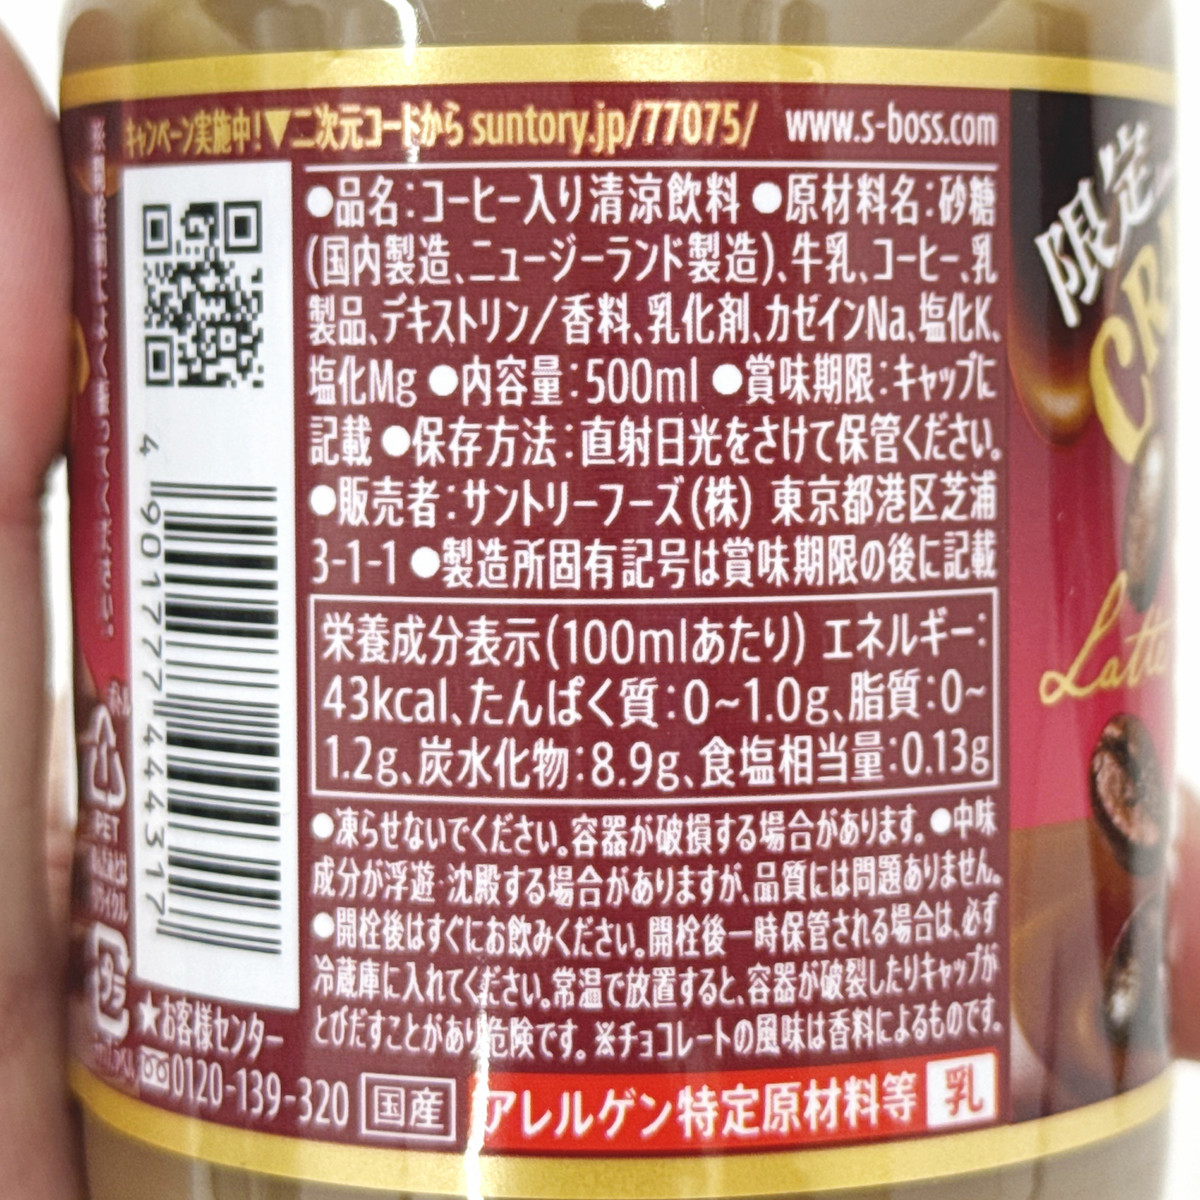 キャンペーン実施中!▼二次元コードから suntory.jp/77075/ www.s-boss.com
●品名:コーヒー入り清涼飲料 ●原材料名:砂糖
(国内製造、ニュージーランド製造)、牛乳、コーヒー、乳
製品、デキストリン/香料、乳化剤、カゼインNa、塩化K、
塩化Mg ●内容量:500ml ●賞味期限:キャップに
記載 ●保存方法:直射日光をさけて保管ください。
●販売者:サントリーフーズ(株) 東京都港区芝浦
3-1-1 ●製造所固有記号は賞味期限の後に記載
栄養成分表示(100mlあたり) エネルギー:
43kcal、たんぱく質:0~1.0g、脂質:0~
1.2g、炭水化物:8.9g、食塩相当量:0.13g
●凍らせないでください。容器が破損する場合があります。●中味
成分が浮遊・沈殿する場合がありますが、品質には問題ありません。
●開栓後はすぐにお飲みください。開栓後一時保管される場合は、必ず
冷蔵庫に入れてください。常温で放置すると、容器が破裂したりキャップが
とびだすことがあり危険です。※チョコレートの風味は香料によるものです。
アレルゲン特定原材料等 乳
国産
★お客様センター
0120-139-320
4 901777 444317
ボトル
PET
プラ
限定
Latte